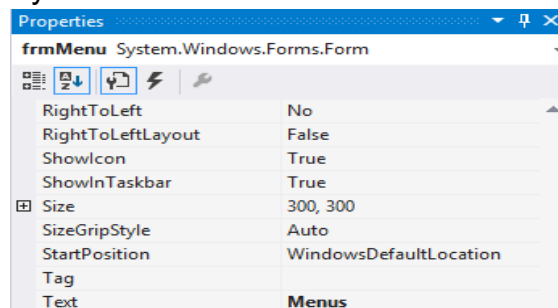 Properties
frmMenu System.Windows.Forms.Form
RightToLeft No
RightToLeftLayout False
ShowIcon True
ShowInTaskbar True
Size 300, 300
SizeGripStyle Auto
StartPosition WindowsDefaultLocation
Tag
Text Menus